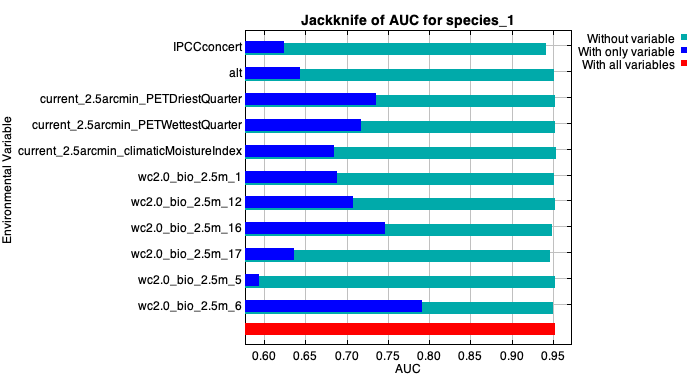 Jackknife of AUC for species_1
Without variable
With only variable
With all variables
Environmental Variable
IPCCconcert
alt
current_2.5arcmin_PETDriestQuarter
current_2.5arcmin_PETWettestQuarter
current_2.5arcmin_climaticMoistureIndex
wc2.0_bio_2.5m_1
wc2.0_bio_2.5m_12
wc2.0_bio_2.5m_16
wc2.0_bio_2.5m_17
wc2.0_bio_2.5m_5
wc2.0_bio_2.5m_6
0.60 0.65 0.70 0.75 0.80 0.85 0.90 0.95
AUC